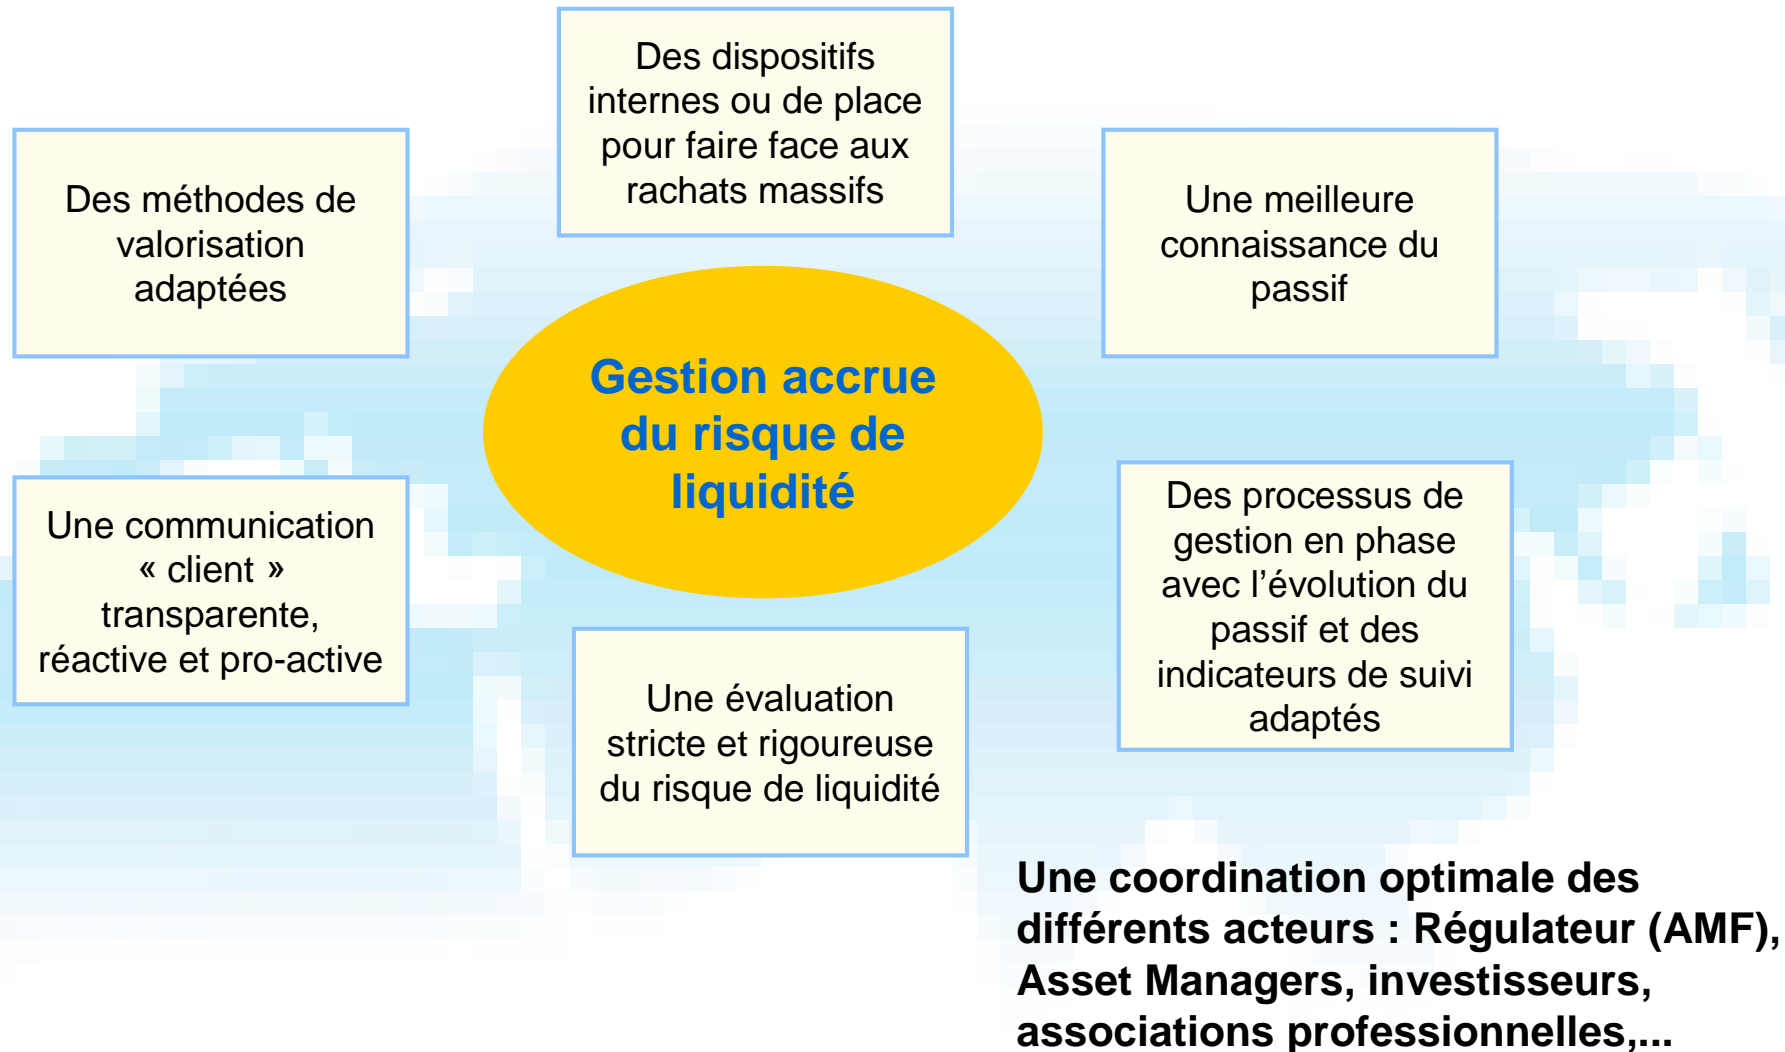 Des dispositifs
internes ou de place
pour faire face aux
rachats massifs
Des méthodes de
valorisation
adaptées
Une meilleure
connaissance du
passif
Gestion accrue
du risque de
liquidité
Une communication
« client »
transparente,
réactive et pro-active
Des processus de
gestion en phase
avec l’évolution du
passif et des
indicateurs de suivi
adaptés
Une évaluation
stricte et rigoureuse
du risque de liquidité
Une coordination optimale des
différents acteurs : Régulateur (AMF),
Asset Managers, investisseurs,
associations professionnelles,...